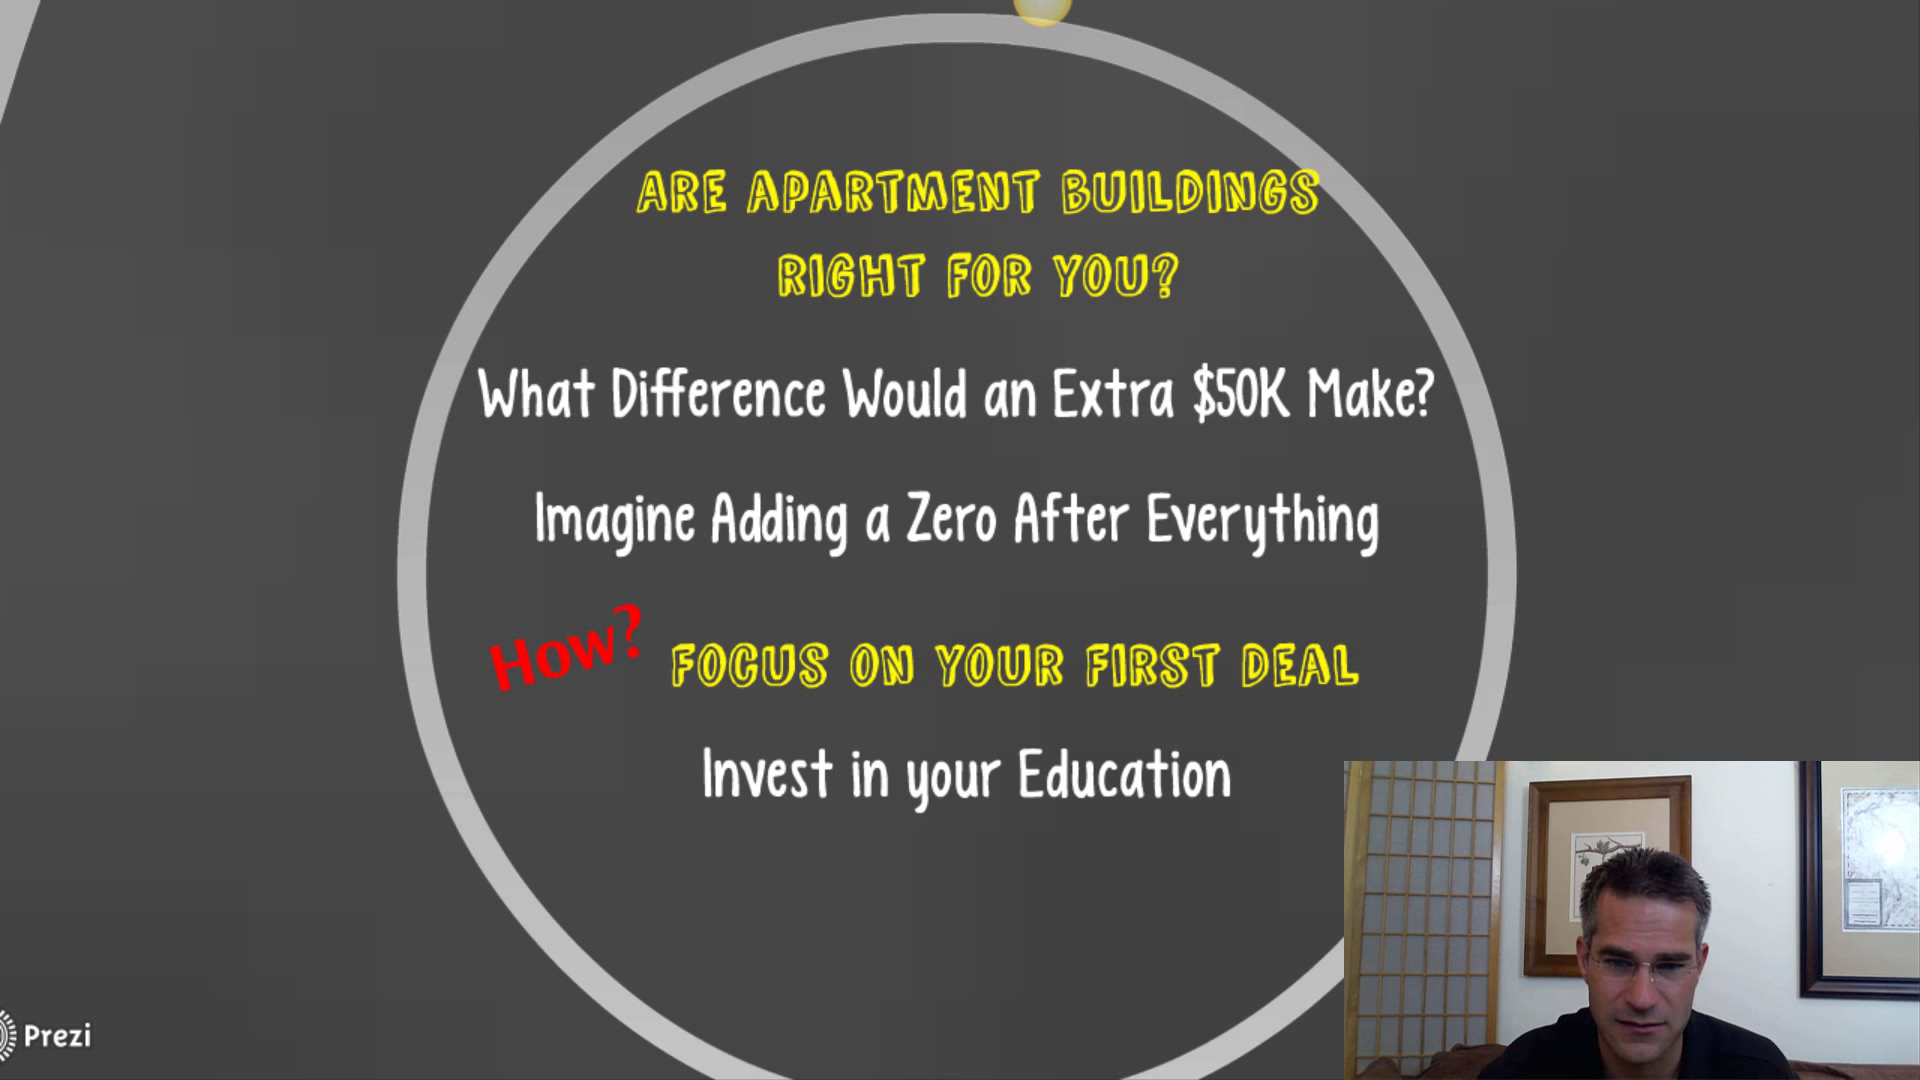 ARE APARTMENT BUILDINGS
RIGHT FOR YOU?
What Difference Would an Extra $50K Make?
Imagine Adding a Zero After Everything
How? FOCUS ON YOUR FIRST DEAL
Invest in your Education
Prezi